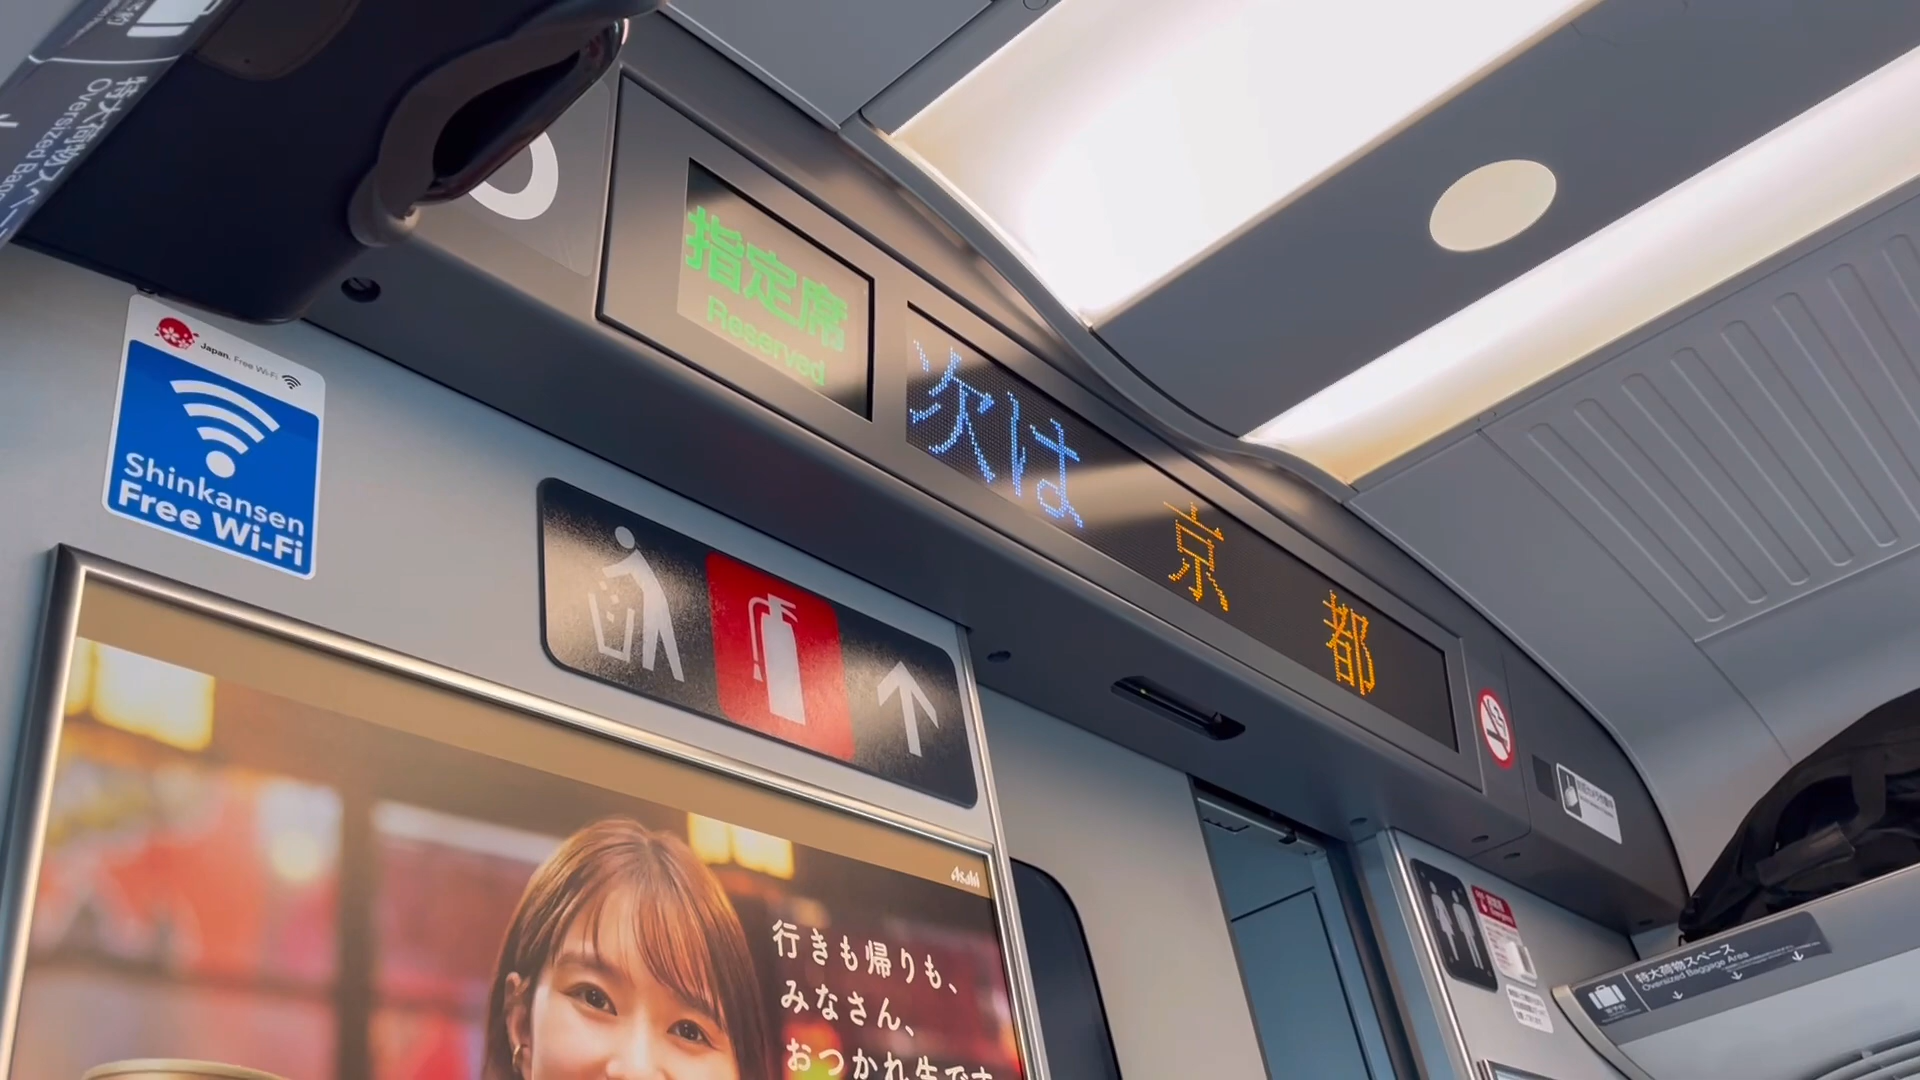 特大荷物スペース
Oversized Bag
指定席
Reserved
次は 京都
Japan. Free Wi-Fi
Shinkansen
Free Wi-Fi
Asahi
行きも帰りも、
みなさん、
おつかれ生です
特大荷物スペース
Oversized Baggage Area